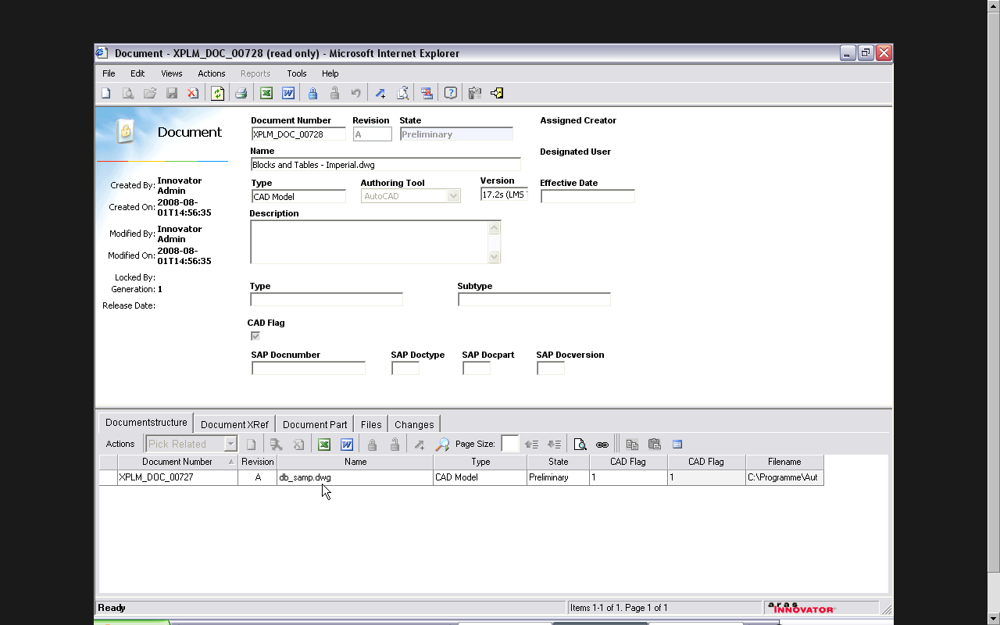 Document - XPLM_DOC_00728 (read only) - Microsoft Internet Explorer
File Edit Views Actions Reports Tools Help
Document
Document Number Revision State Assigned Creator
XPLM_DOC_00728 A Preliminary
Name Designated User
Blocks and Tables - Imperial.dwg
Created By: Innovator Admin
Created On: 2008-08-01T14:56:35
Modified By: Innovator Admin
Modified On: 2008-08-01T14:56:35
Locked By:
Generation: 1
Release Date:
Type Authoring Tool Version Effective Date
CAD Model AutoCAD 17.2s (LMS
Description
Type Subtype
CAD Flag
SAP Docnumber SAP Doctype SAP Docpart SAP Docversion
Documentstructure Document XRef Document Part Files Changes
Actions Pick Related Page Size:
Document Number Revision Name Type State CAD Flag CAD Flag Filename
XPLM_DOC_00727 A db_samp.dwg CAD Model Preliminary 1 1 C:\Programme\Aut
Ready Items 1-1 of 1. Page 1 of 1 aras INNOVATOR